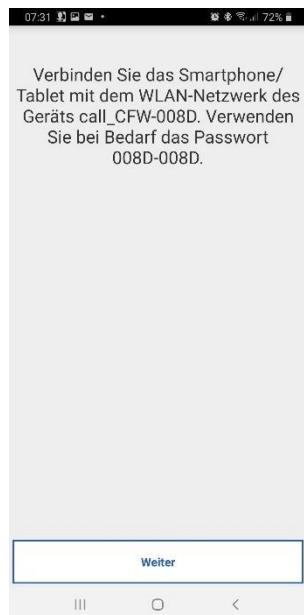 07:31 72%
Verbinden Sie das Smartphone/
Tablet mit dem WLAN-Netzwerk des
Geräts call_CFW-008D. Verwenden
Sie bei Bedarf das Passwort
008D-008D.
Weiter